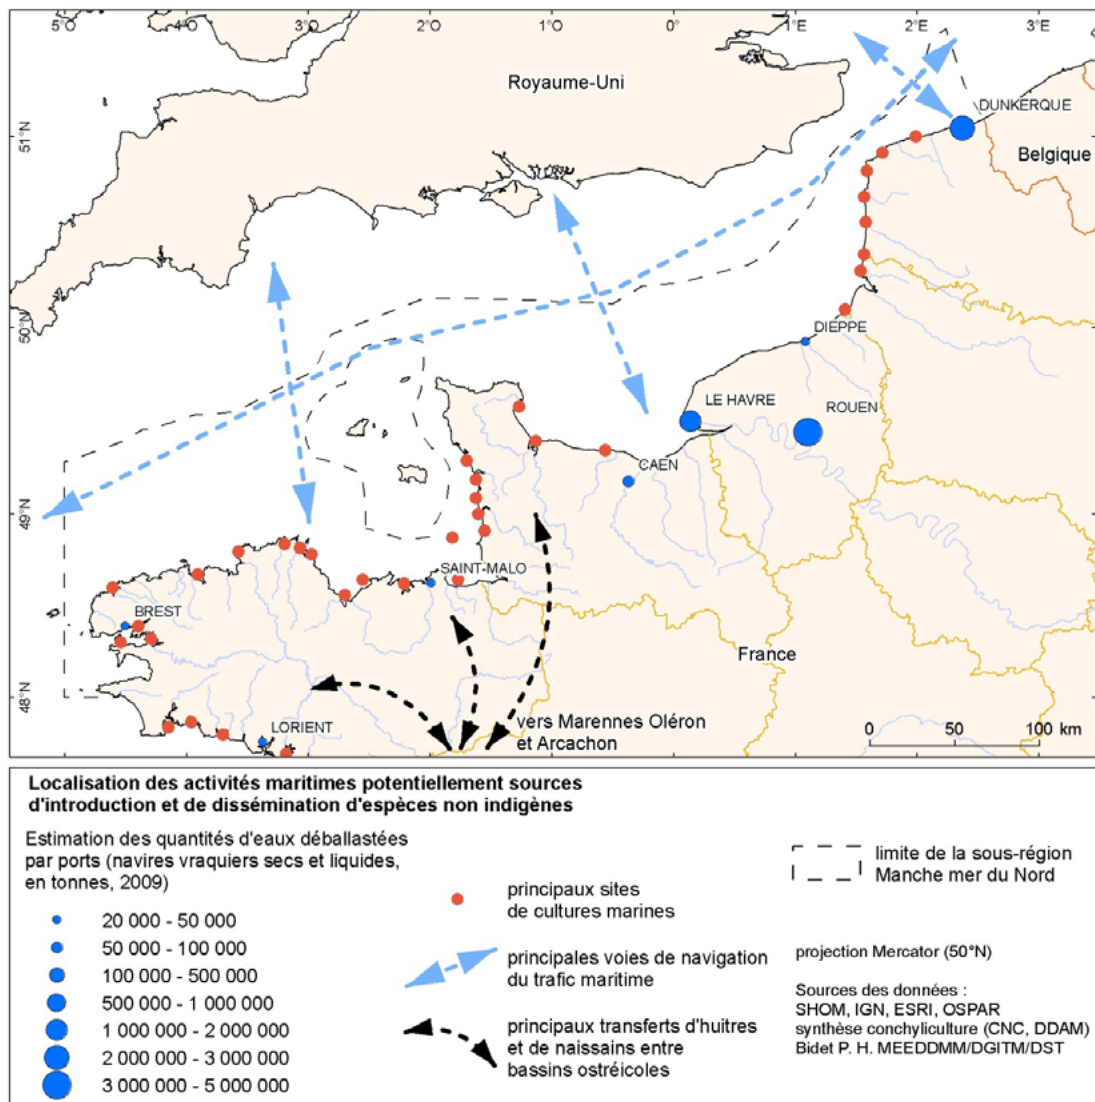 5°O 4°O 3°O 2°O 1°O 0°O 1°E 2°E 3°E
51°N
50°N
49°N
48°N
Royaume-Uni
DUNKERQUE
Belgique
DIEPPE
LE HAVRE
ROUEN
CAEN
SAINT-MALO
BREST
France
LORIENT
vers Marennes Oléron
et Arcachon
0 50 100 km
Localisation des activités maritimes potentiellement sources
d'introduction et de dissémination d'espèces non indigènes
Estimation des quantités d'eaux déballastées
par ports (navires vraquiers secs et liquides,
en tonnes, 2009)
20 000 - 50 000
50 000 - 100 000
100 000 - 500 000
500 000 - 1 000 000
1 000 000 - 2 000 000
2 000 000 - 3 000 000
3 000 000 - 5 000 000
principaux sites
de cultures marines
principales voies de navigation
du trafic maritime
principaux transferts d'huitres
et de naissains entre
bassins ostréicoles
limite de la sous-région
Manche mer du Nord
projection Mercator (50°N)
Sources des données :
SHOM, IGN, ESRI, OSPAR
synthèse conchyliculture (CNC, DDAM)
Bidet P. H. MEEDDMM/DGITM/DST